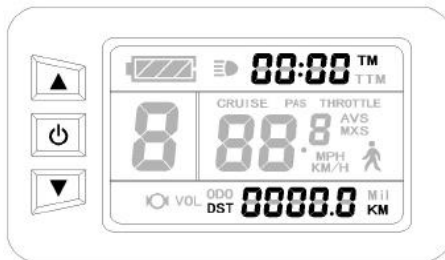 00:00 TM
TTM
CRUISE PAS THROTTLE
8 88.8 AVS
MXS
MPH
KM/H
VOL ODO Mil
DST 0000.0 KM